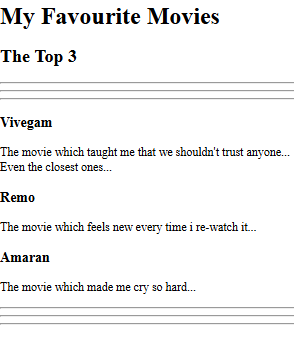 My Favourite Movies
The Top 3
Vivegam
The movie which taught me that we shouldn't trust anyone...
Even the closest ones...
Remo
The movie which feels new every time i re-watch it...
Amaran
The movie which made me cry so hard...